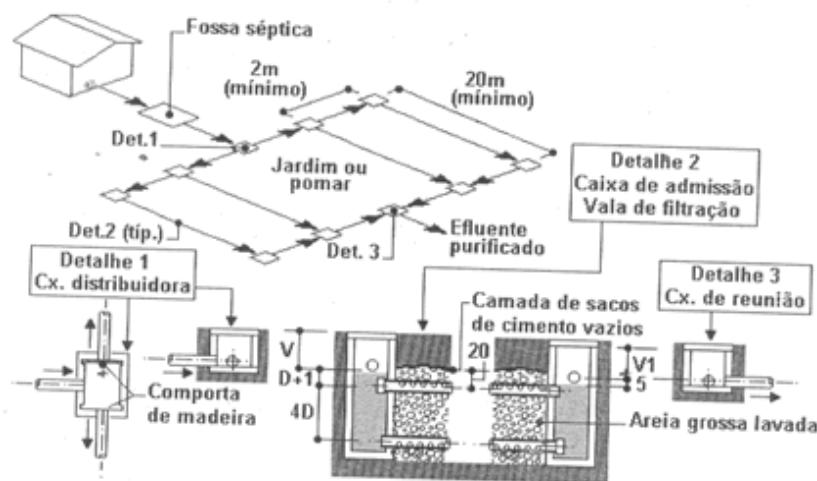 Fossa séptica
2m
(mínimo)
20m
(mínimo)
Det.1
Jardim ou
pomar
Det.2 (típ.)
Det. 3
Efluente
purificado
Detalhe 2
Caixa de admissão
Vala de filtração
Detalhe 1
Cx. distribuidora
Detalhe 3
Cx. de reunião
Camada de sacos
de cimento vazios
V
20
V1
D+1
5
4D
Comporta
de madeira
Areia grossa lavada